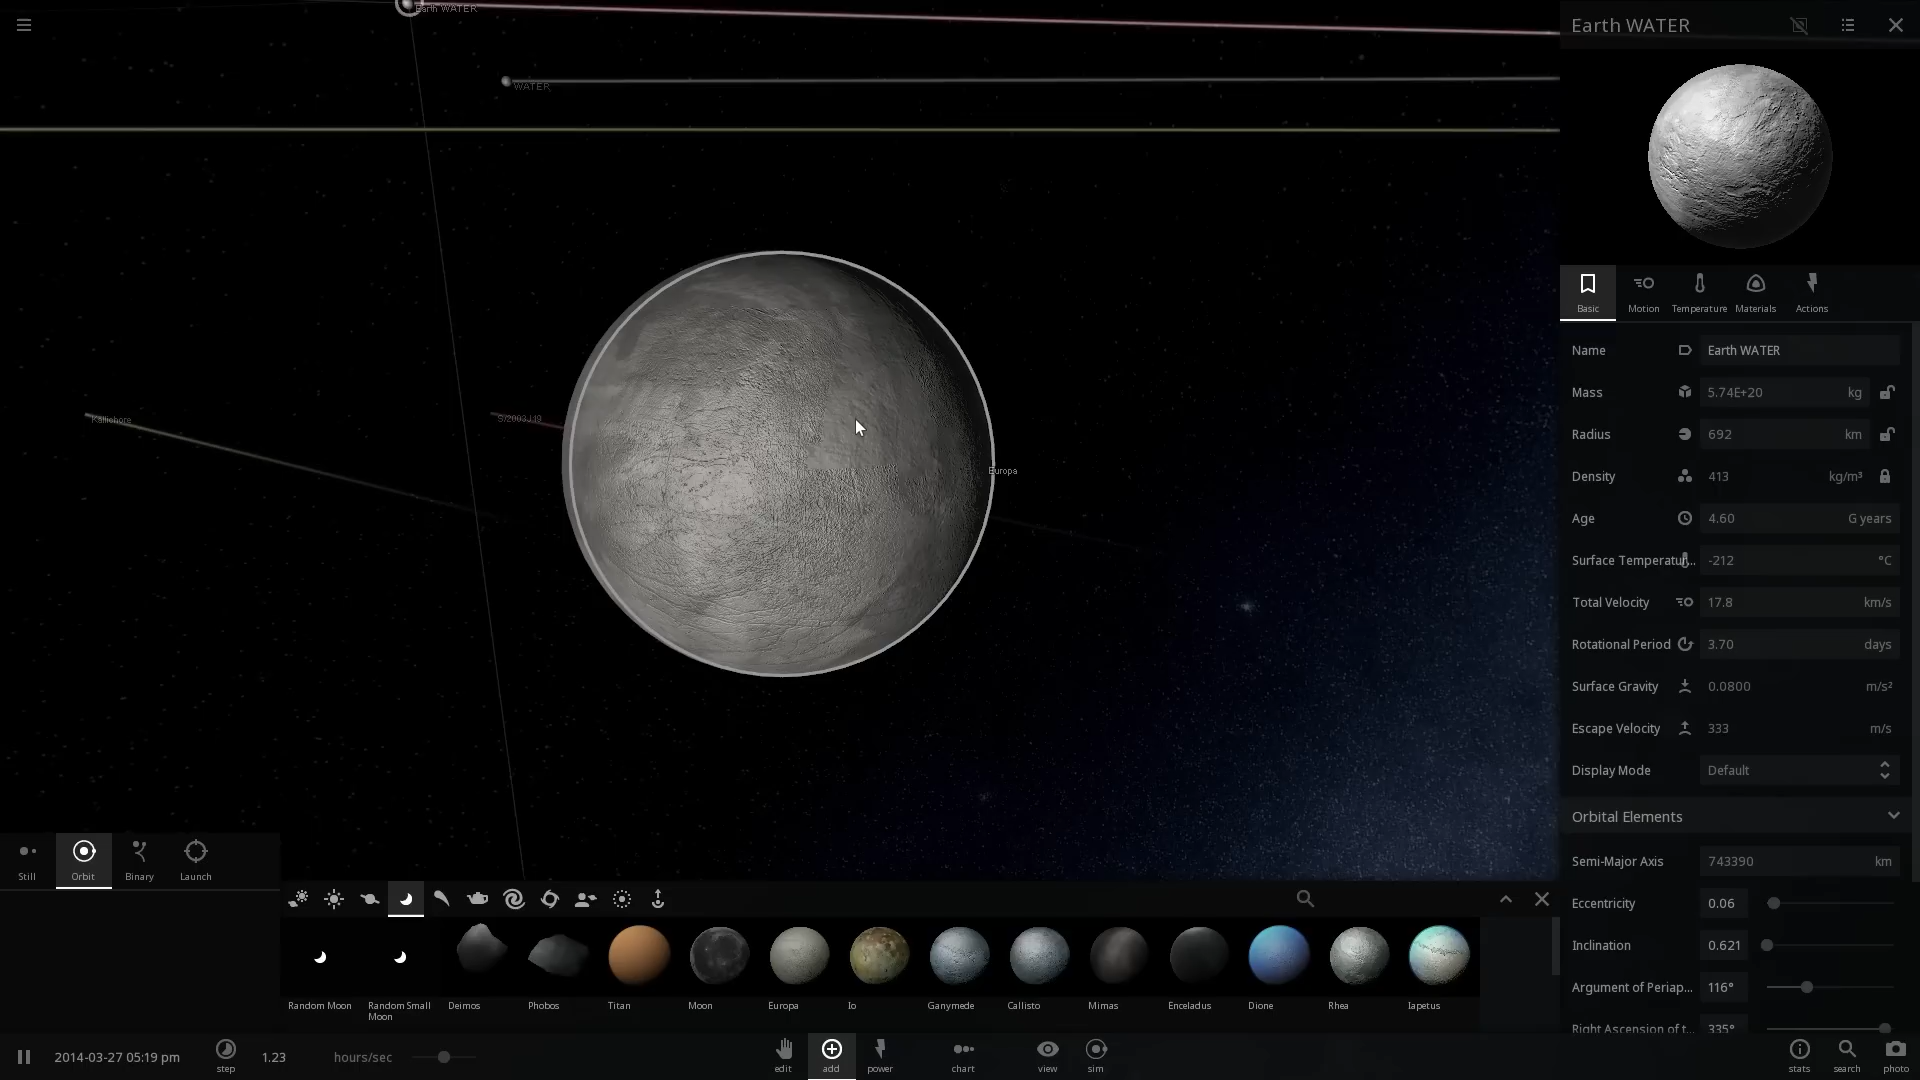 Earth WATER
WATER
Kallichore
S/2003 J 19
Europa
Earth WATER
Basic
Motion
Temperature
Materials
Actions
Name Earth WATER
Mass 5.74E+20 kg
Radius 692 km
Density 413 kg/m³
Age 4.60 G years
Surface Temperatur... -212 °C
Total Velocity 17.8 km/s
Rotational Period 3.70 days
Surface Gravity 0.0800 m/s²
Escape Velocity 333 m/s
Display Mode Default
Orbital Elements
Semi-Major Axis 743390 km
Eccentricity 0.06
Inclination 0.621
Argument of Periap... 116°
Right Ascension of t... 335°
Still
Orbit
Binary
Launch
Random Moon
Random Small Moon
Deimos
Phobos
Titan
Moon
Europa
Io
Ganymede
Callisto
Mimas
Enceladus
Dione
Rhea
Iapetus
2014-03-27 05:19 pm
step
1.23 hours/sec
edit
add
power
chart
view
sim
stats
search
photo